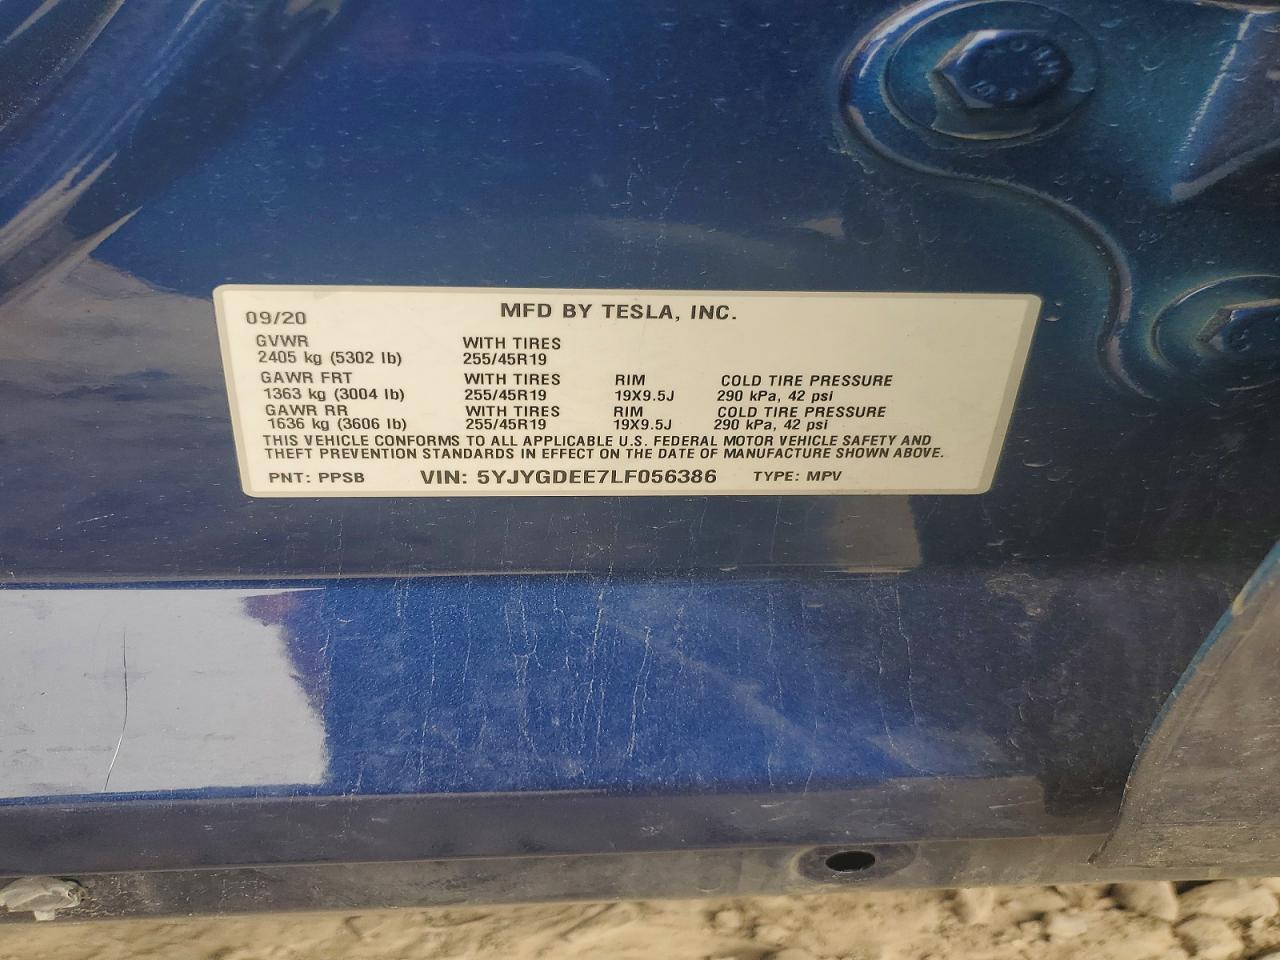 09/20 MFD BY TESLA, INC.
GVWR WITH TIRES
2405 kg (5302 lb) 255/45R19
GAWR FRT WITH TIRES RIM COLD TIRE PRESSURE
1363 kg (3004 lb) 255/45R19 19X9.5J 290 kPa, 42 psi
GAWR RR WITH TIRES RIM COLD TIRE PRESSURE
1636 kg (3606 lb) 255/45R19 19X9.5J 290 kPa, 42 psi
THIS VEHICLE CONFORMS TO ALL APPLICABLE U.S. FEDERAL MOTOR VEHICLE SAFETY AND
THEFT PREVENTION STANDARDS IN EFFECT ON THE DATE OF MANUFACTURE SHOWN ABOVE.
PNT: PPSB VIN: 5YJYGDEE7LF056386 TYPE: MPV